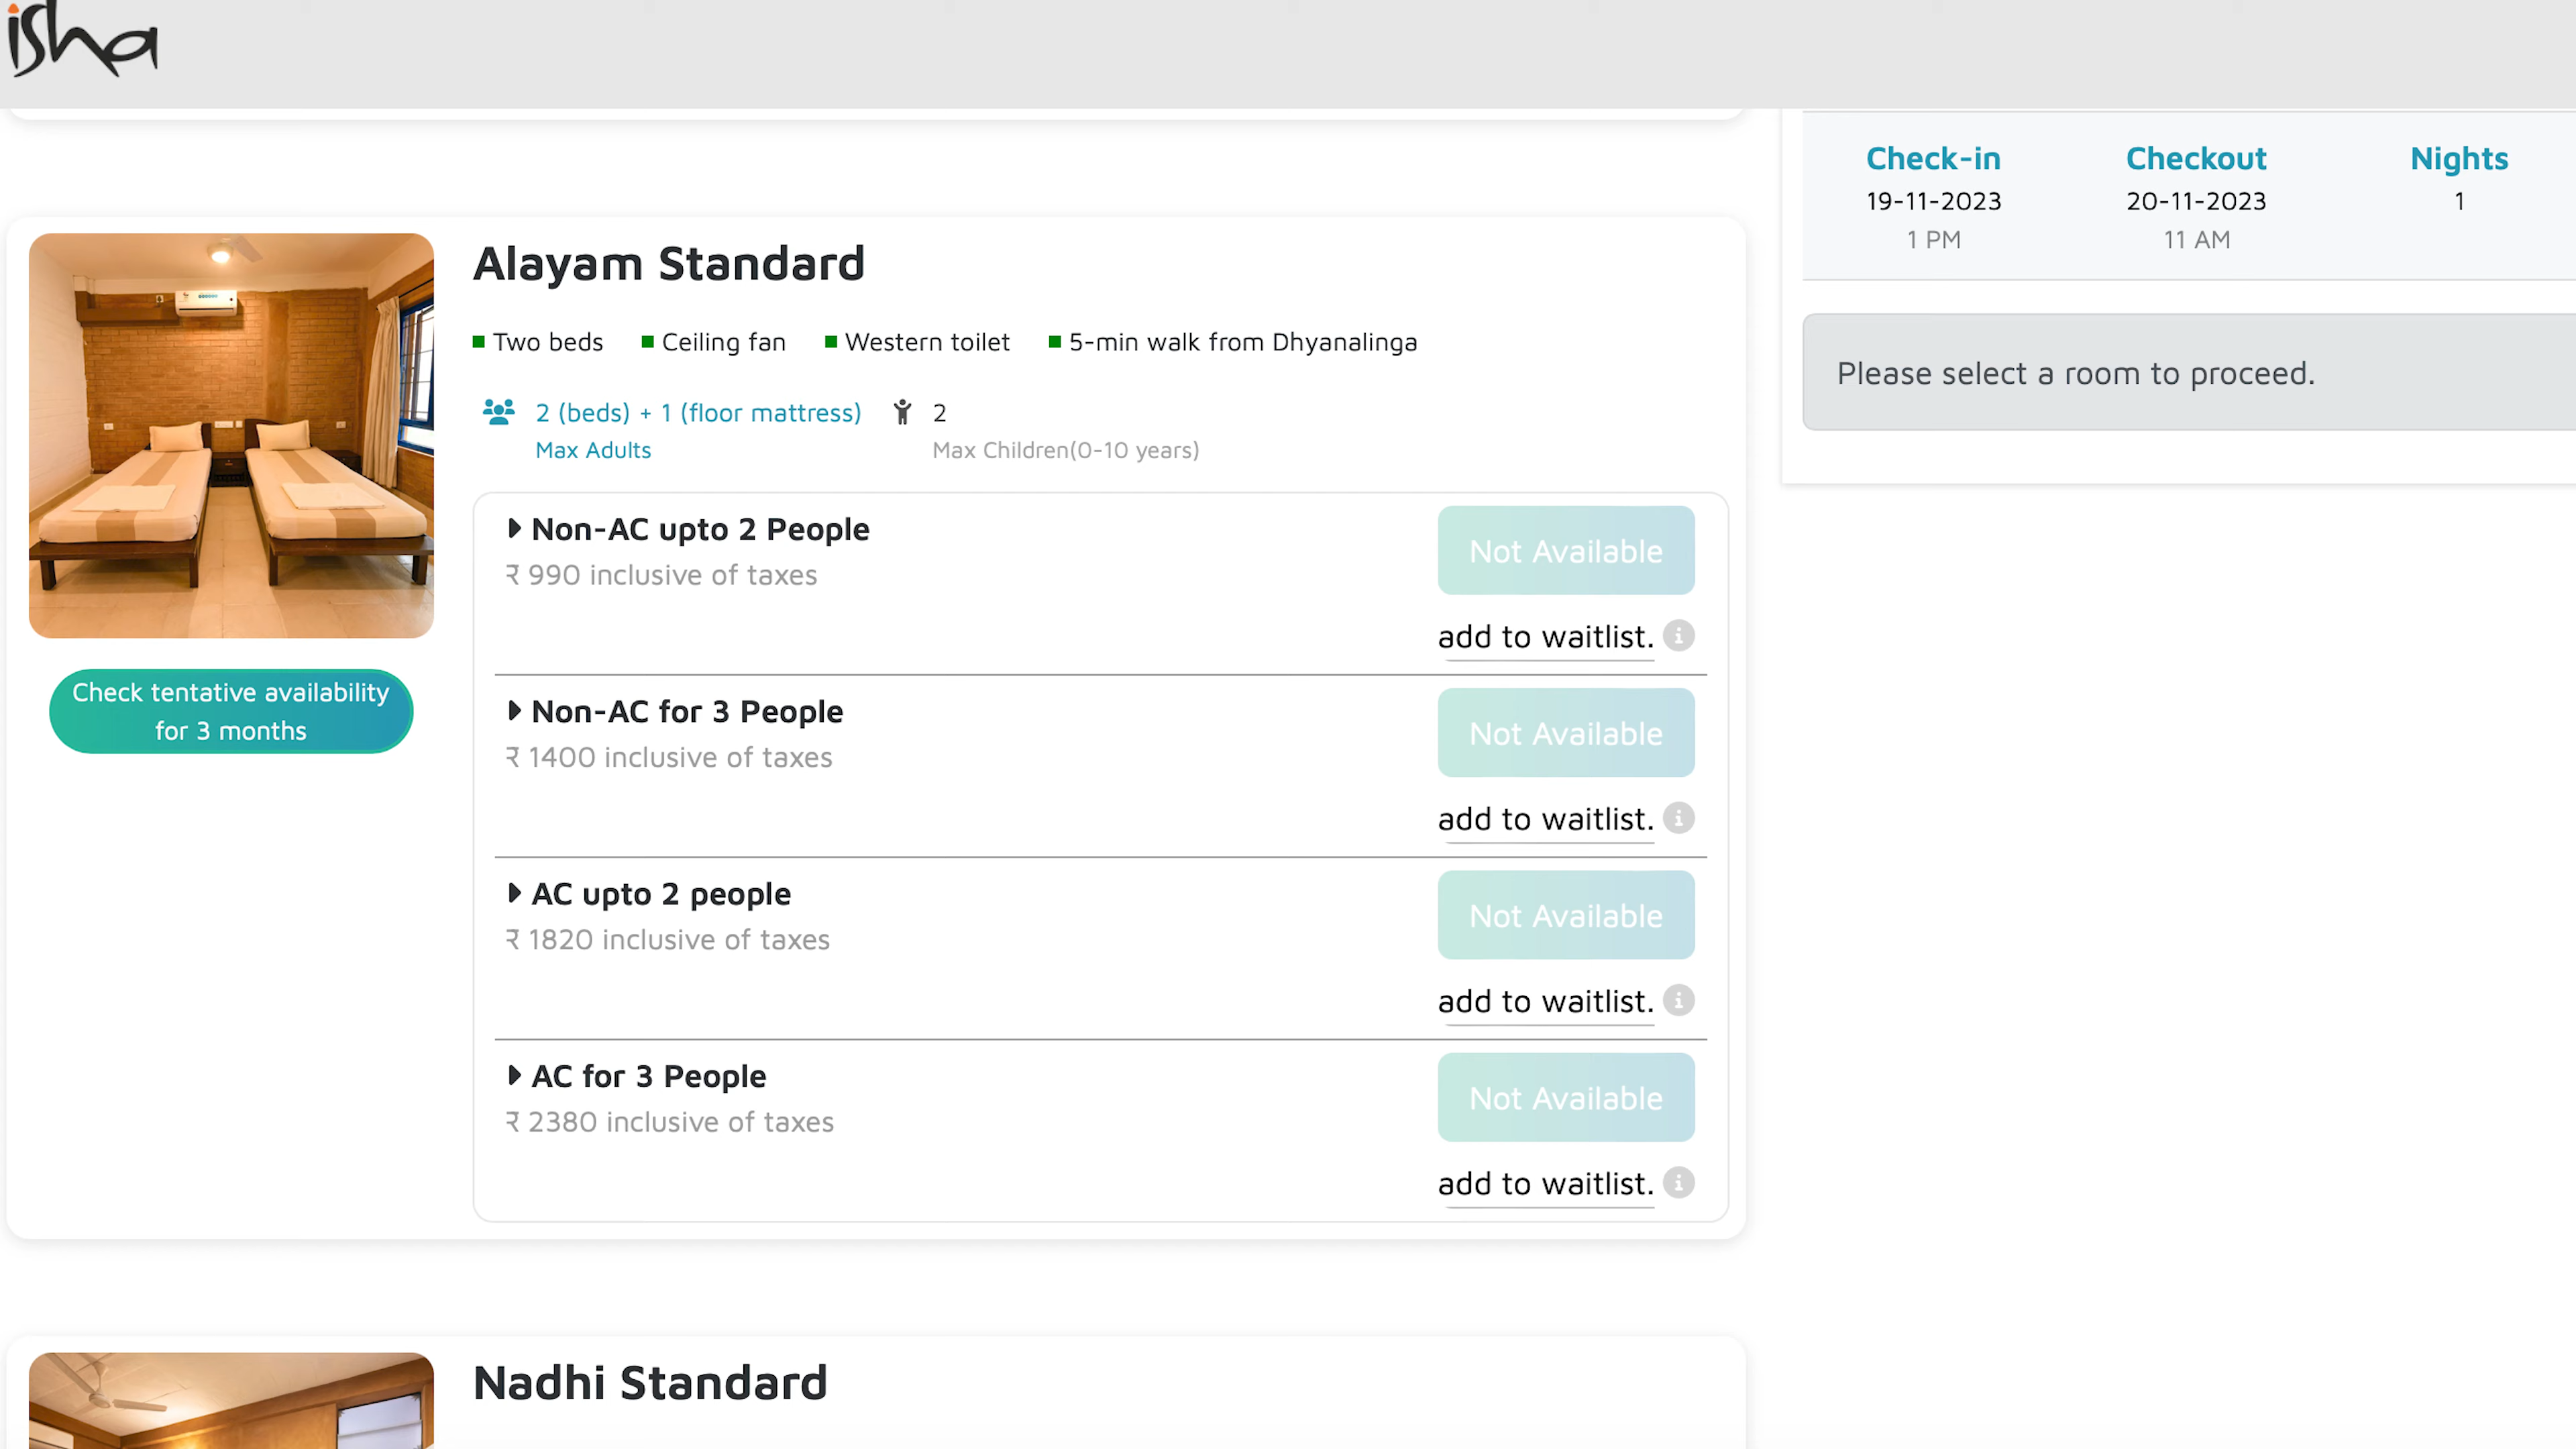 isha
Check-in
Checkout
Nights
19-11-2023
20-11-2023
1
1 PM
11 AM
Please select a room to proceed.
Alayam Standard
Two beds
Ceiling fan
Western toilet
5-min walk from Dhyanalinga
2 (beds) + 1 (floor mattress)
2
Max Adults
Max Children(0-10 years)
Check tentative availability
for 3 months
Non-AC upto 2 People
₹ 990 inclusive of taxes
Not Available
add to waitlist.
Non-AC for 3 People
₹ 1400 inclusive of taxes
Not Available
add to waitlist.
AC upto 2 people
₹ 1820 inclusive of taxes
Not Available
add to waitlist.
AC for 3 People
₹ 2380 inclusive of taxes
Not Available
add to waitlist.
Nadhi Standard